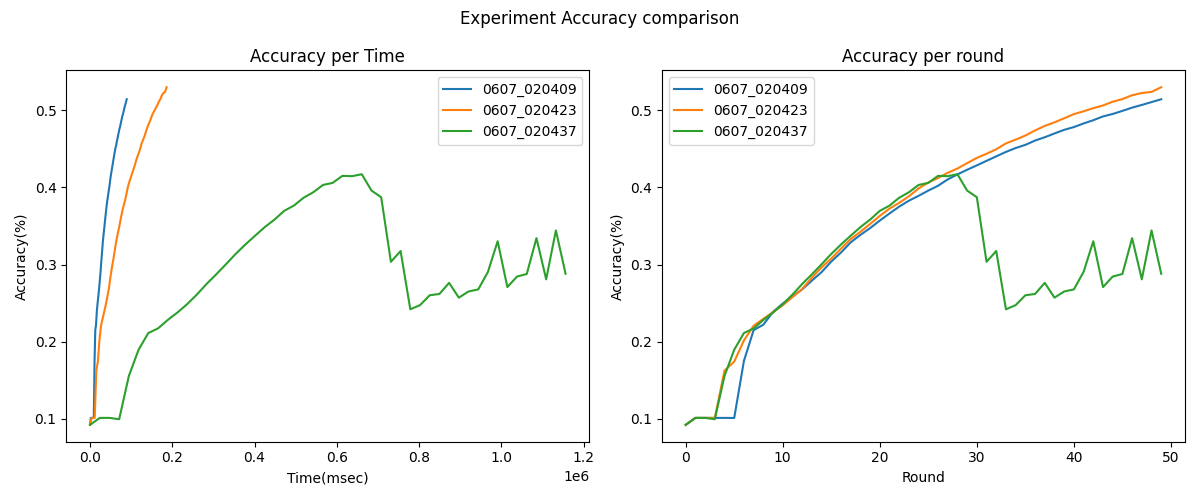 Experiment Accuracy comparison
Accuracy per Time
0607_020409
0607_020423
0607_020437
Accuracy(%)
0.5
0.4
0.3
0.2
0.1
0.0 0.2 0.4 0.6 0.8 1.0 1.2
1e6
Time(msec)
Accuracy per round
0607_020409
0607_020423
0607_020437
Accuracy(%)
0.5
0.4
0.3
0.2
0.1
0 10 20 30 40 50
Round